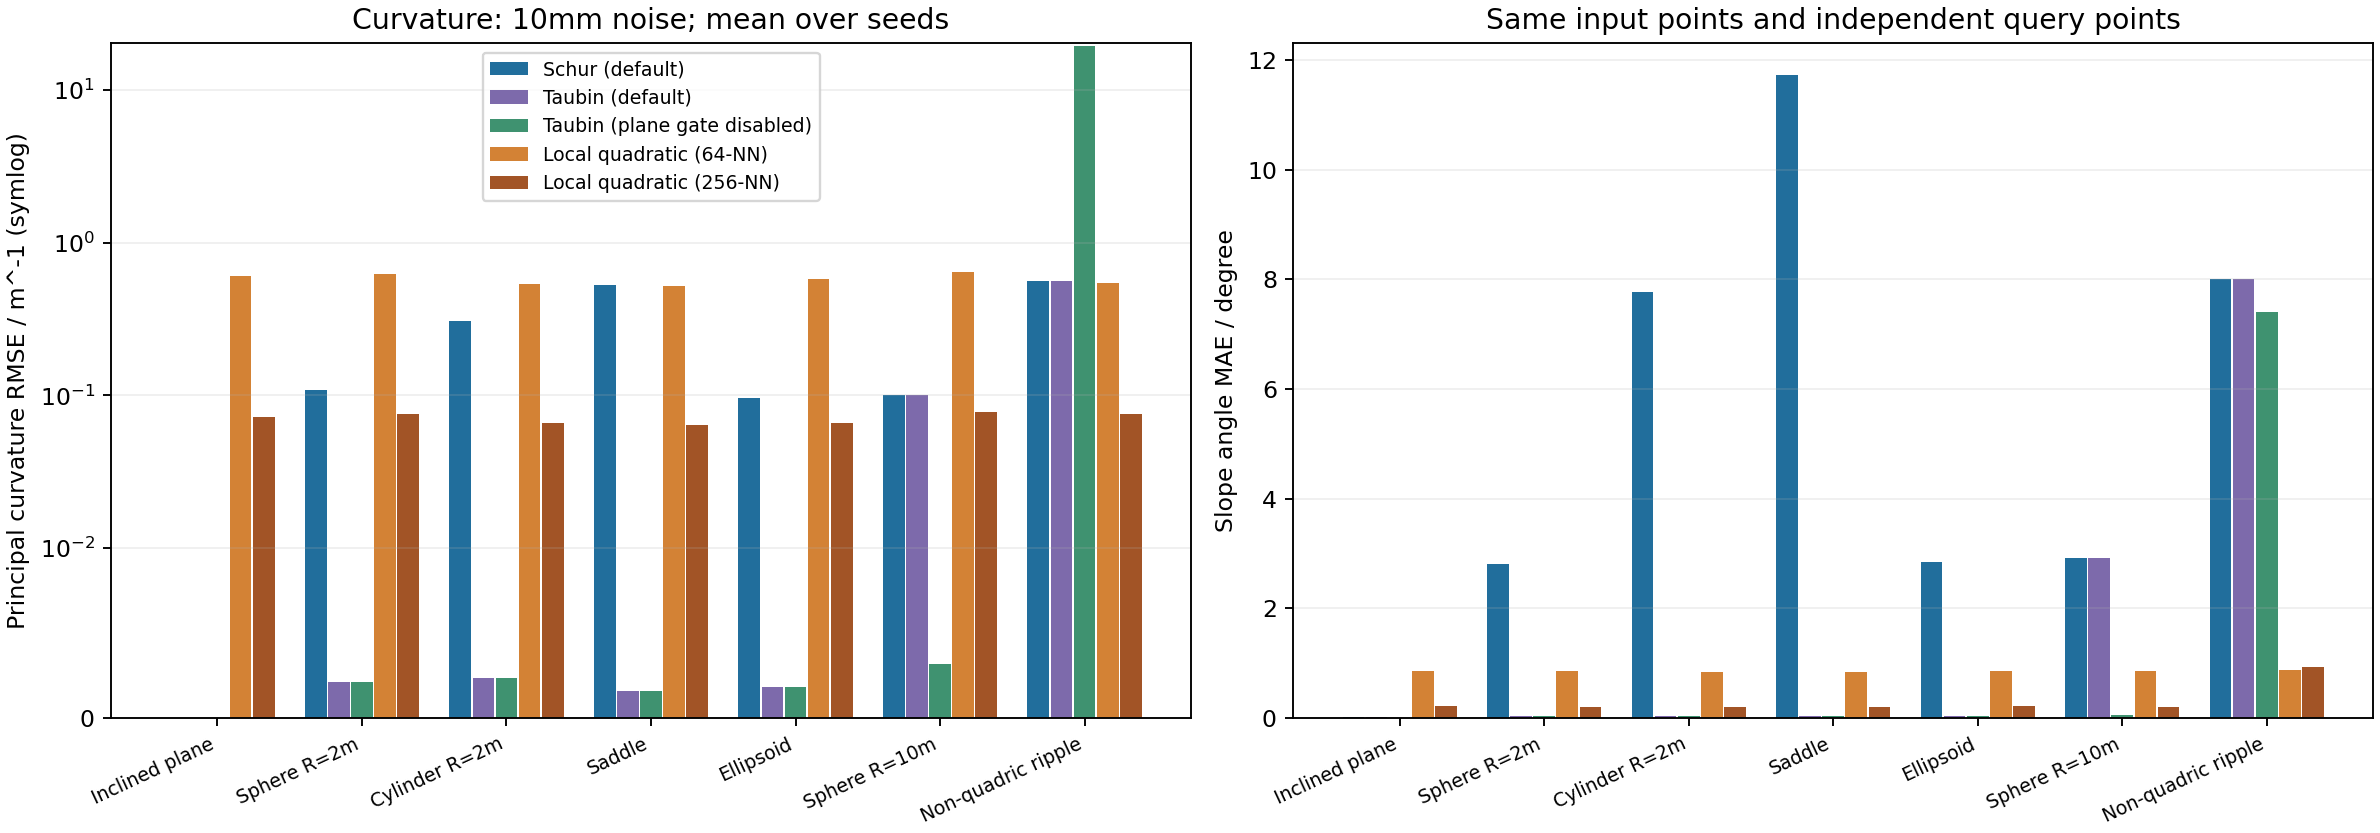 Curvature: 10mm noise; mean over seeds
Principal curvature RMSE / m^-1 (symlog)
10¹
10⁰
10⁻¹
10⁻²
0
Schur (default)
Taubin (default)
Taubin (plane gate disabled)
Local quadratic (64-NN)
Local quadratic (256-NN)
Inclined plane
Sphere R=2m
Cylinder R=2m
Saddle
Ellipsoid
Sphere R=10m
Non-quadric ripple
Same input points and independent query points
Slope angle MAE / degree
12
10
8
6
4
2
0
Inclined plane
Sphere R=2m
Cylinder R=2m
Saddle
Ellipsoid
Sphere R=10m
Non-quadric ripple